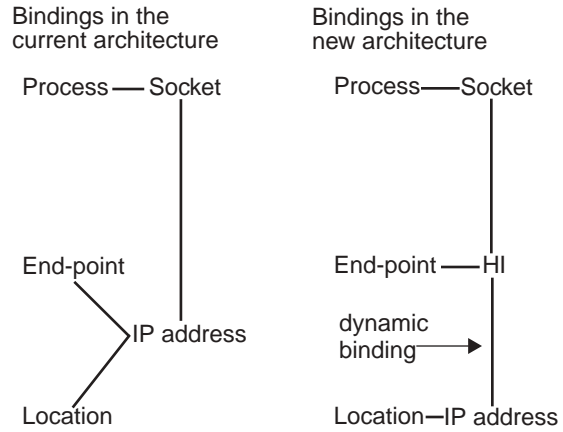 Bindings in the
current architecture
Process Socket
End-point
IP address
Location
Bindings in the
new architecture
Process Socket
End-point HI
dynamic
binding
Location IP address